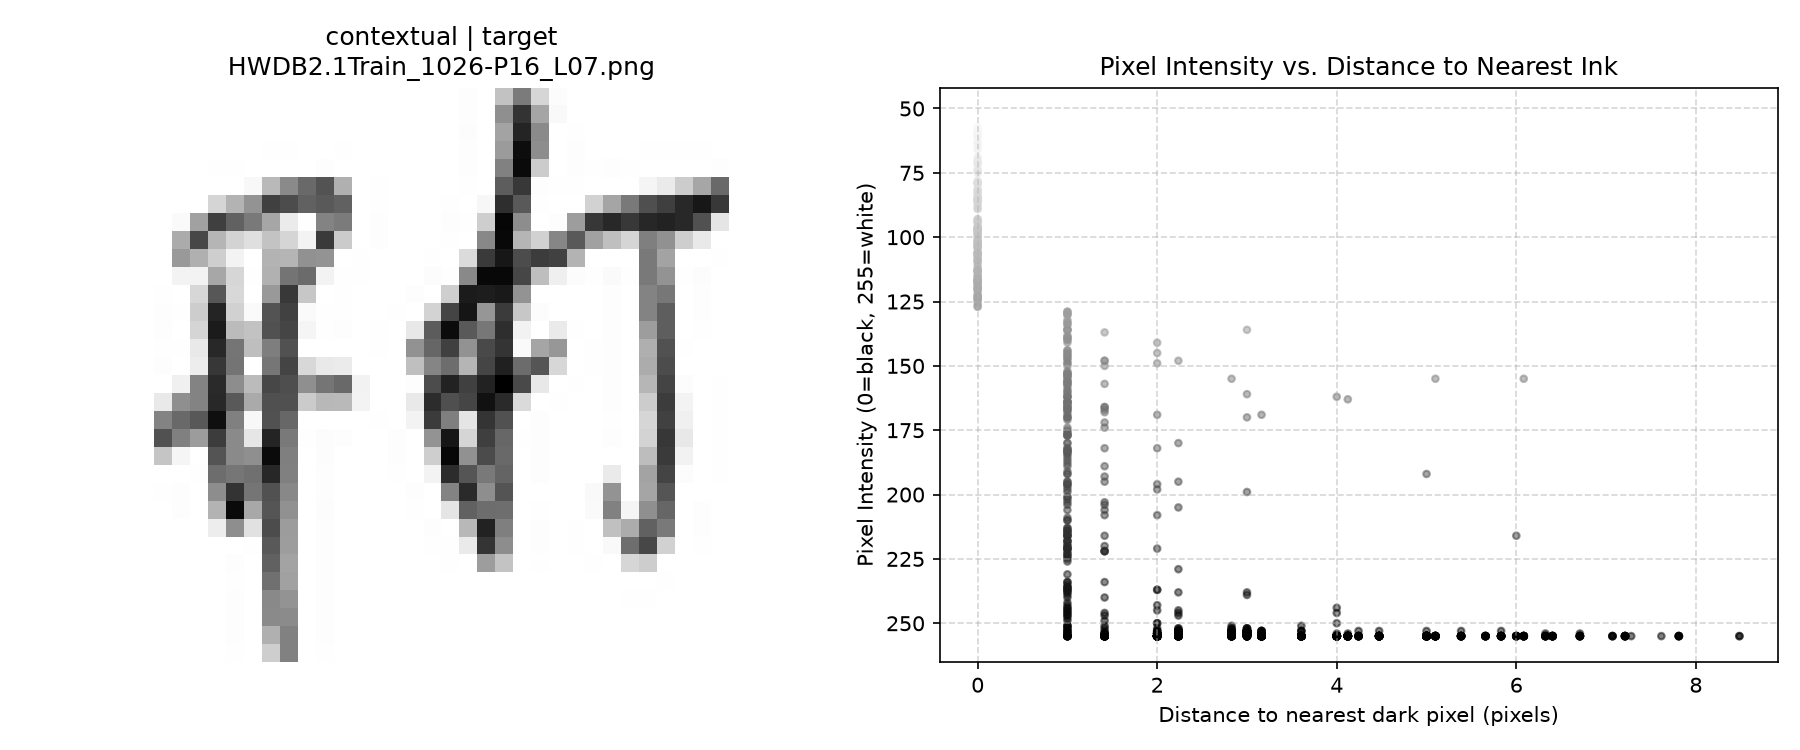 contextual | target
HWDB2.1Train_1026-P16_L07.png
Pixel Intensity vs. Distance to Nearest Ink
Pixel Intensity (0=black, 255=white)
50
75
100
125
150
175
200
225
250
0 2 4 6 8
Distance to nearest dark pixel (pixels)